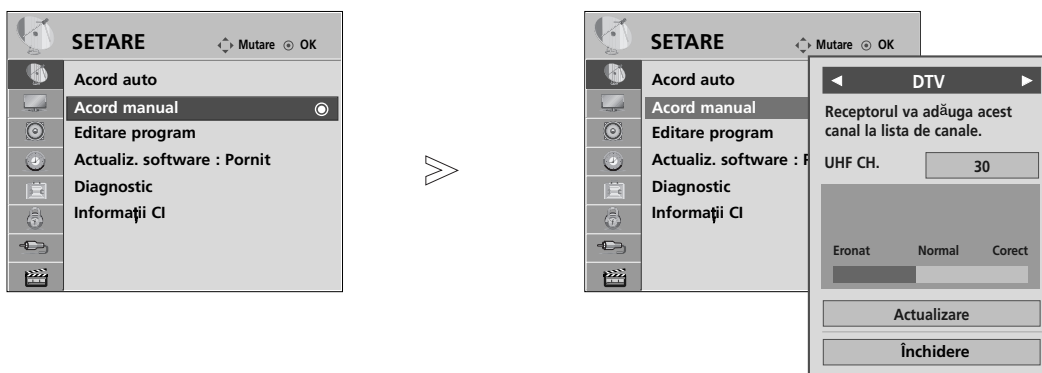 SETARE
Mutare OK
Acord auto
Acord manual
Editare program
Actualiz. software : Pornit
Diagnostic
Informaţii CI
SETARE
Mutare OK
Acord auto
Acord manual
Editare program
Actualiz. software : P
Diagnostic
Informaţii CI
DTV
Receptorul va adăuga acest
canal la lista de canale.
UHF CH. 30
Eronat Normal Corect
Actualizare
Închidere